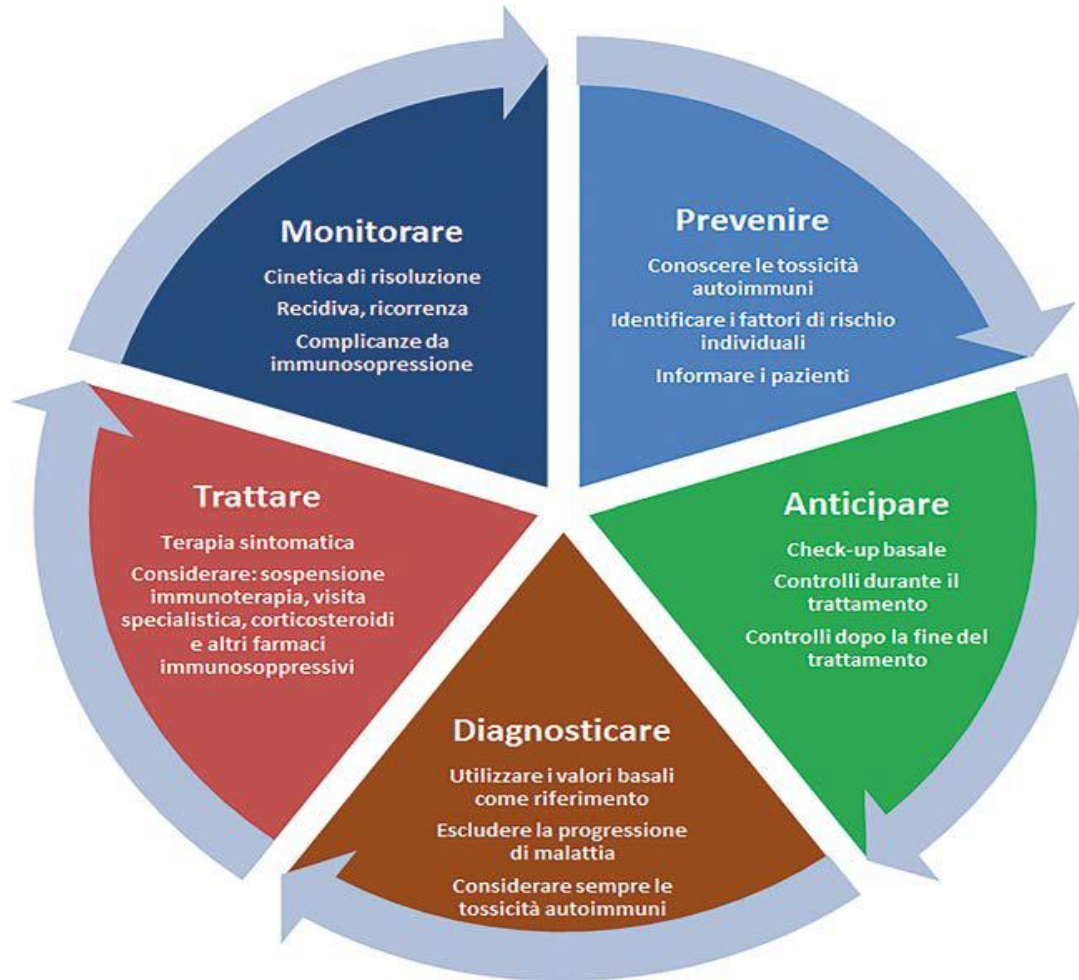 Monitorare
Cinetica di risoluzione
Recidiva, ricorrenza
Complicanze da
immunosopressione
Prevenire
Conoscere le tossicità
autoimmuni
Identificare i fattori di rischio
individuali
Informare i pazienti
Anticipare
Check-up basale
Controlli durante il
trattamento
Controlli dopo la fine del
trattamento
Diagnosticare
Utilizzare i valori basali
come riferimento
Escludere la progressione
di malattia
Considerare sempre le
tossicità autoimmuni
Trattare
Terapia sintomatica
Considerare: sospensione
immunoterapia, visita
specialistica, corticosteroidi
e altri farmaci
immunosoppressivi